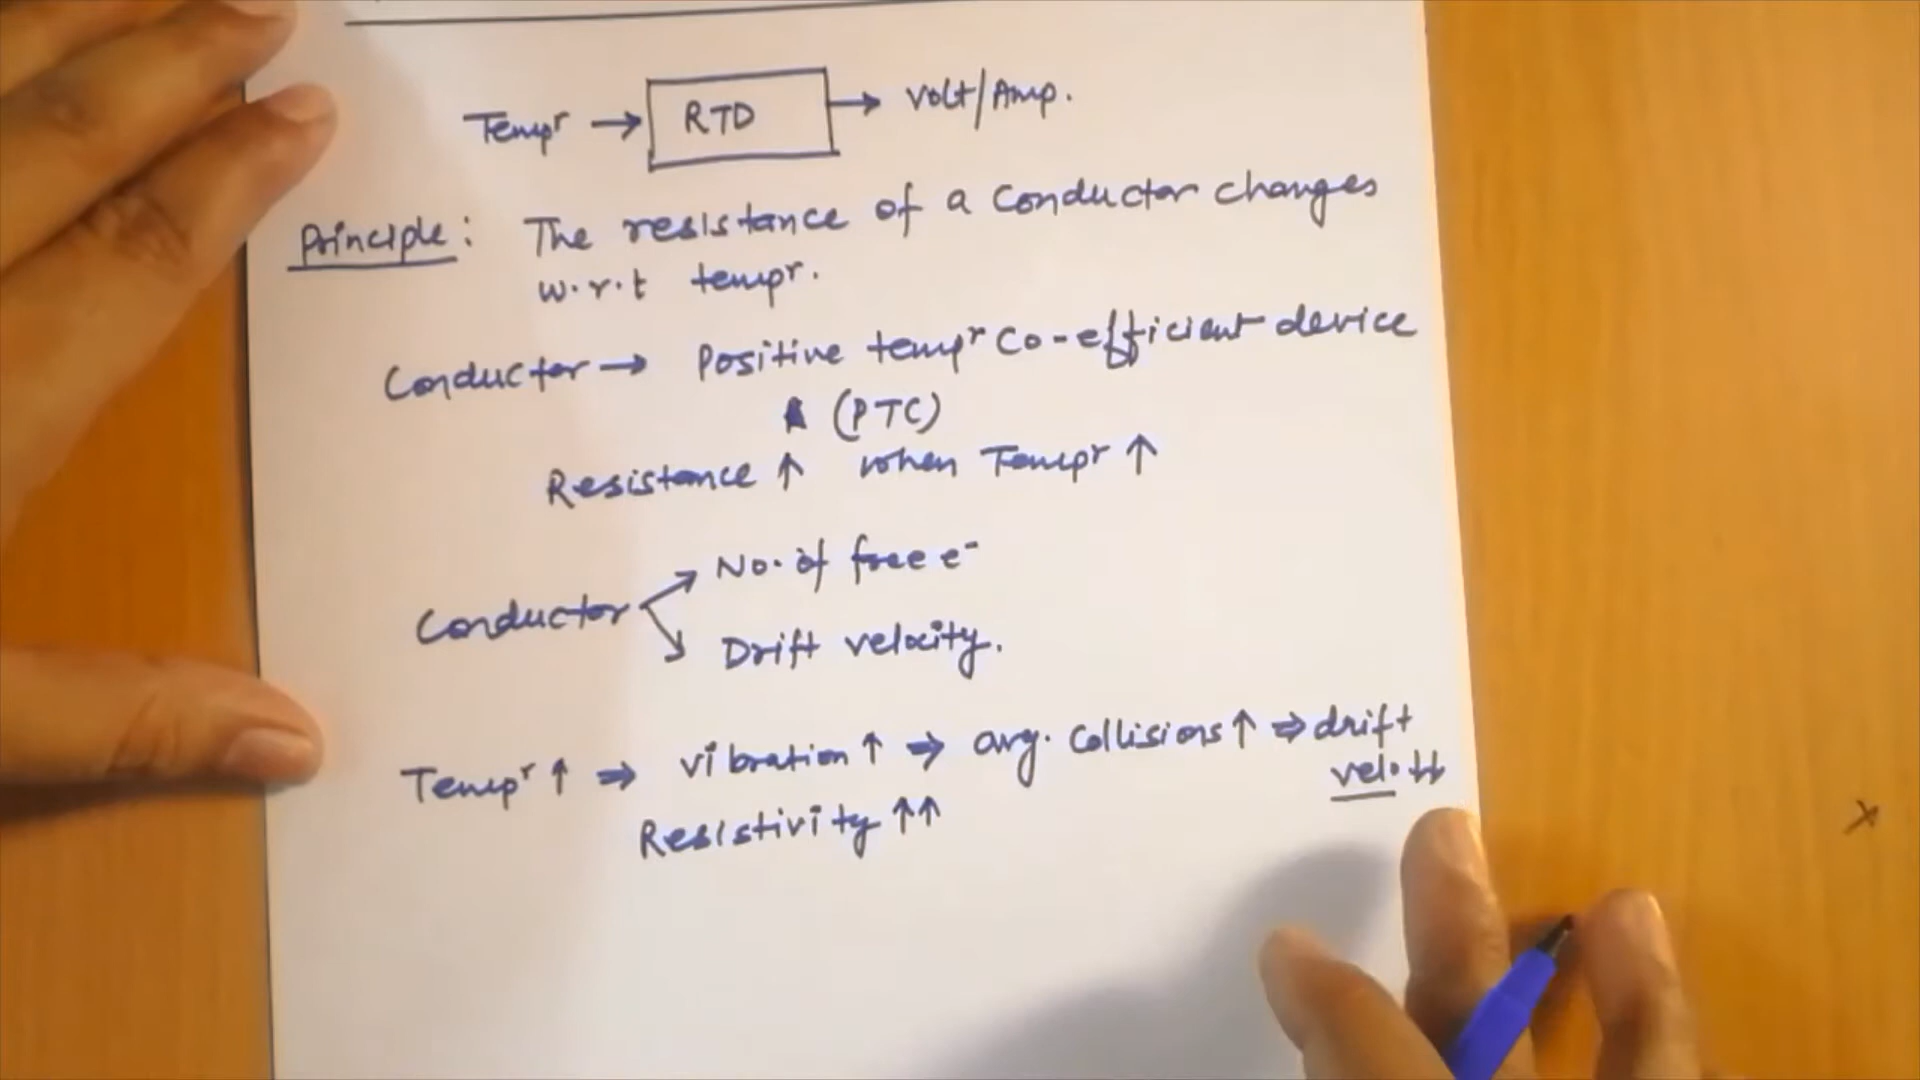 Tempr → RTD → Volt/Amp.
Principle: The resistance of a conductor changes
w.r.t tempr.
Conductor → Positive tempr Co-efficient device
(PTC)
Resistance ↑ when Tempr ↑
Conductor → No. of free e-
→ Drift velocity.
Tempr ↑ ⇒ vibration ↑ ⇒ avg. Collisions ↑ ⇒ drift
velo ↓↓
Resistivity ↑↑